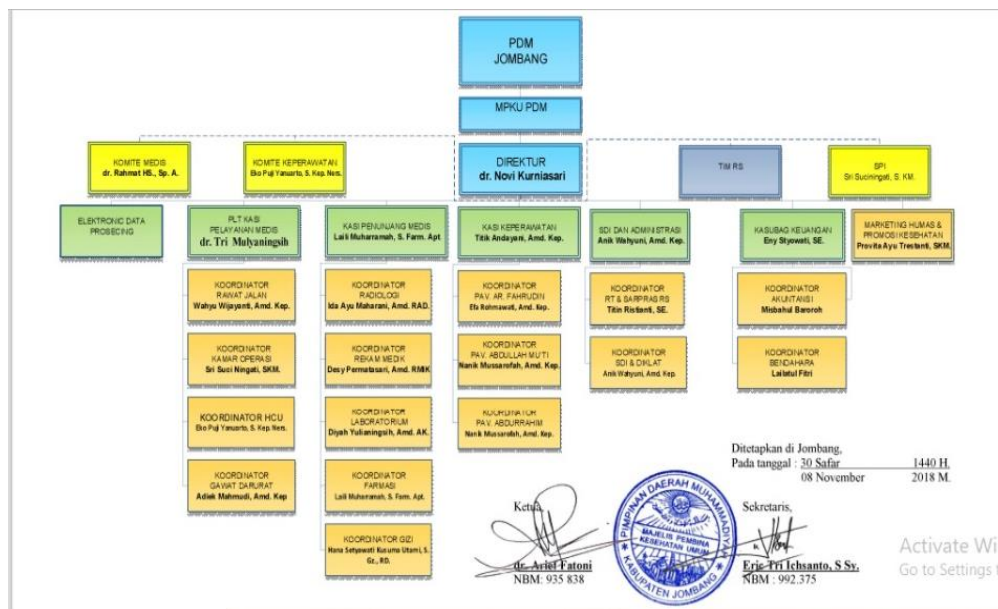 PDM
JOMBANG
MPKU PDM
DIREKTUR
dr. Novi Kurniasari
KOMITE MEDIS
dr. Rahmat HS., Sp. A.
KOMITE KEPERAWATAN
Eko Puji Yanuarto, S. Kep. Ners.
TIM RS
SPI
Sri Suciningati, S. KM.
ELEKTRONIC DATA
PROSECING
PLT KASI
PELAYANAN MEDIS
dr. Tri Mulyaningsih
KASI PENUNJANG MEDIS
Laili Muharramah, S. Farm. Apt
KASI KEPERAWATAN
Titik Andayani, Amd. Kep.
SDI DAN ADMINISTRASI
Anik Wahyuni, Amd. Kep.
KASUBAG KEUANGAN
Eny Styowati, SE.
MARKETING HUMAS &
PROMOSI KESEHATAN
Provita Ayu Trestanti, SKM.
KOORDINATOR
RAWAT JALAN
Wahyu Wijayanti, Amd. Kep.
KOORDINATOR
RADIOLOGI
Ida Ayu Maharani, Amd. RAD.
KOORDINATOR
PAV. AR. FAHRUDIN
Efa Rohmawati, Amd. Kep.
KOORDINATOR
RT & SARPRAS RS
Titin Ristianti, SE.
KOORDINATOR
AKUNTANSI
Misbahul Baroroh
KOORDINATOR
KAMAR OPERASI
Sri Suci Ningati, SKM.
KOORDINATOR
REKAM MEDIK
Desy Permatasari, Amd. RMIK
KOORDINATOR
PAV. ABDULLAH MU'TI
Nanik Mussarofah, Amd. Kep.
KOORDINATOR
SDI & DIKLAT
Anik Wahyuni, Amd. Kep.
KOORDINATOR
BENDAHARA
Lailatul Fitri
KOORDINATOR HCU
Eko Puji Yanuarto, S. Kep. Ners.
KOORDINATOR
LABORATORIUM
Diyah Yulianingsih, Amd. AK.
KOORDINATOR
PAV. ABDURRAHIM
Nanik Mussarofah, Amd. Kep.
KOORDINATOR
GAWAT DARURAT
Adiek Mahmudi, Amd. Kep
KOORDINATOR
FARMASI
Laili Muharramah, S. Farm. Apt.
KOORDINATOR GIZI
Hana Setyowati Kusuma Utami, S.
Gz., RD.
Ditetapkan di Jombang,
Pada tanggal : 30 Safar 1440 H.
08 November 2018 M.
Ketua,
Sekretaris,
PIMPINAN DAERAH MUHAMMADIYAH
MAJELIS PEMBINA
KESEHATAN UMUM
KABUPATEN JOMBANG
dr. Arief Fatoni
NBM: 935 838
Eric Tri Ichsanto, S Sy.
NBM : 992.375
Activate Wi
Go to Settings t